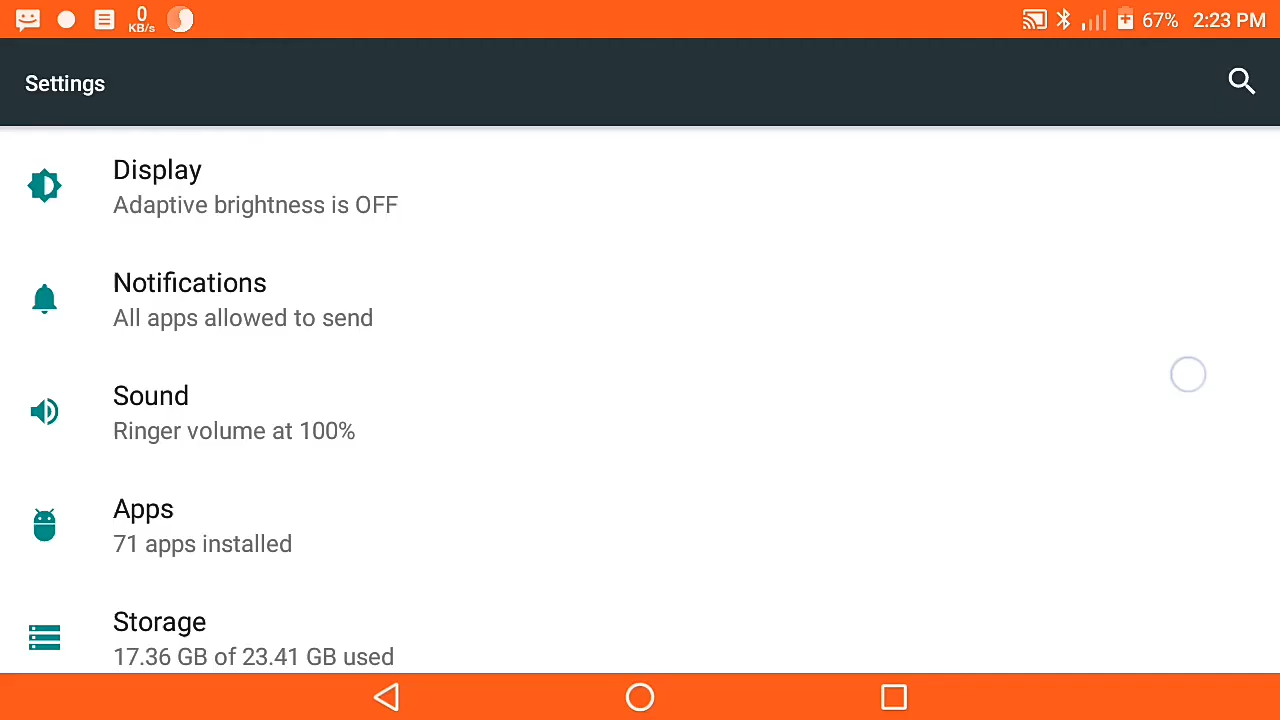 0
KB/s
67% 2:23 PM
Settings
Display
Adaptive brightness is OFF
Notifications
All apps allowed to send
Sound
Ringer volume at 100%
Apps
71 apps installed
Storage
17.36 GB of 23.41 GB used